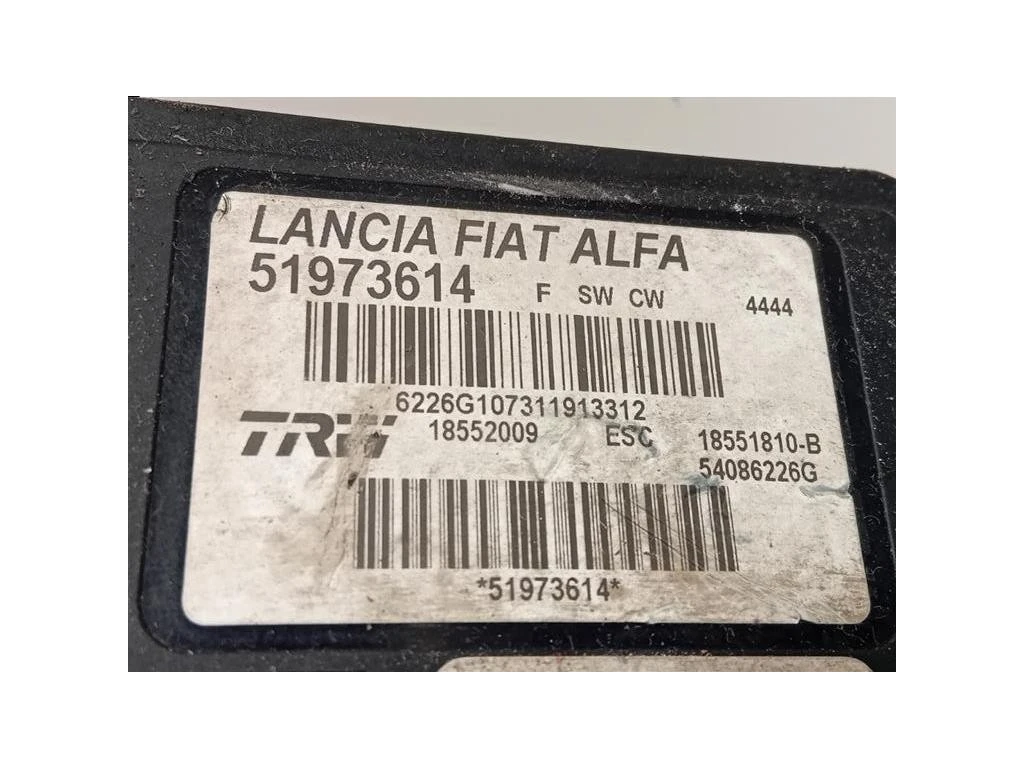 LANCIA FIAT ALFA
51973614 F SW CW 4444
6226G107311913312
TRW 18552009 ESC 18551810-B
54086226G
*51973614*